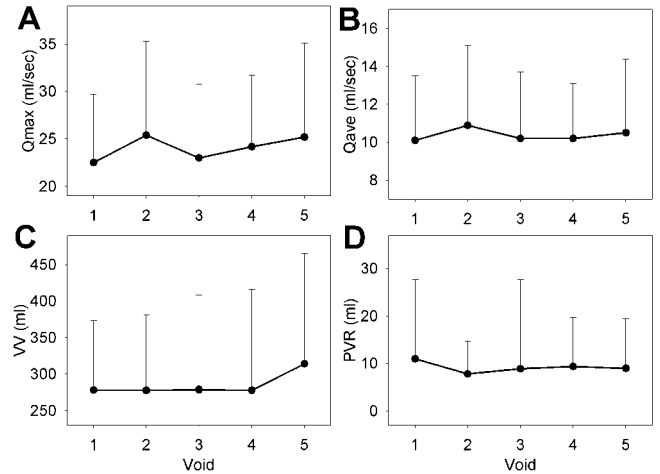 A
Qmax (ml/sec)
35
30
25
20
1 2 3 4 5
B
Qave (ml/sec)
16
14
12
10
8
1 2 3 4 5
C
VV (ml)
450
400
350
300
250
1 2 3 4 5
Void
D
PVR (ml)
30
20
10
0
1 2 3 4 5
Void